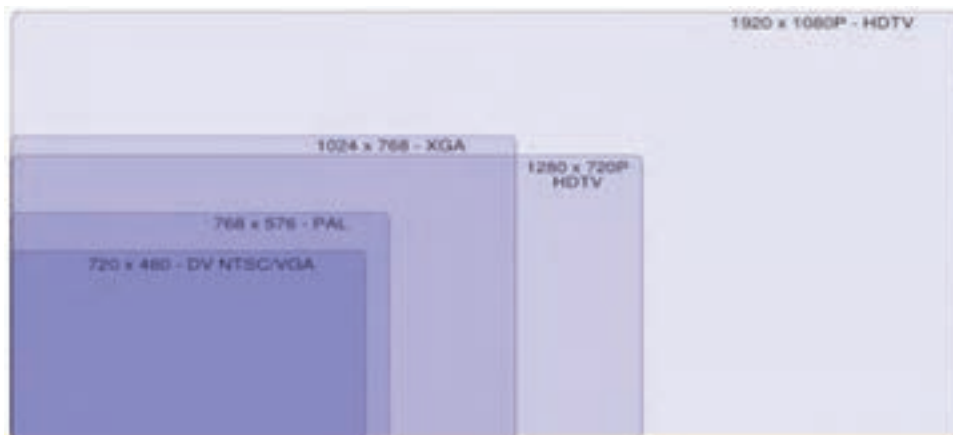 1920 x 1080P - HDTV
1024 x 768 - XGA
1280 x 720P
HDTV
768 x 576 - PAL
720 x 480 - DV NTSC/VGA